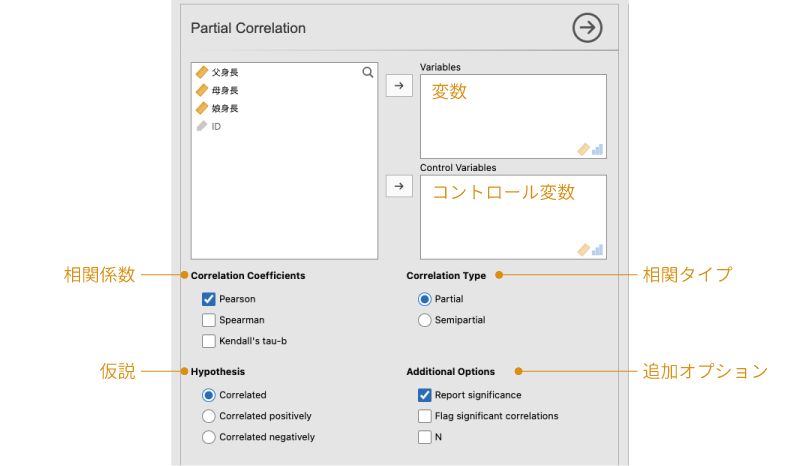 Partial Correlation
父身長
母身長
娘身長
ID
Variables
変数
Control Variables
コントロール変数
相関係数
Correlation Coefficients
Pearson
Spearman
Kendall's tau-b
Correlation Type
相関タイプ
Partial
Semipartial
仮説
Hypothesis
Correlated
Correlated positively
Correlated negatively
Additional Options
追加オプション
Report significance
Flag significant correlations
N